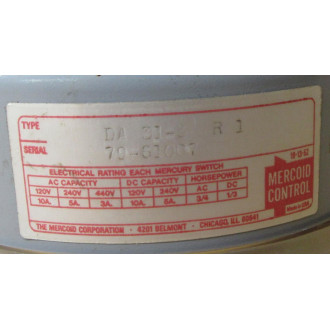 TYPE DA R 1
SERIAL
ELECTRICAL RATING EACH MERCURY SWITCH
AC CAPACITY DC CAPACITY HORSEPOWER
120V 240V 440V 120V 240V AC DC
10A 5A 3A 10A 5A 3/4 1/3
MERCOID
CONTROL
THE MERCOID CORPORATION - 4201 BELMONT - CHICAGO, ILL 60641